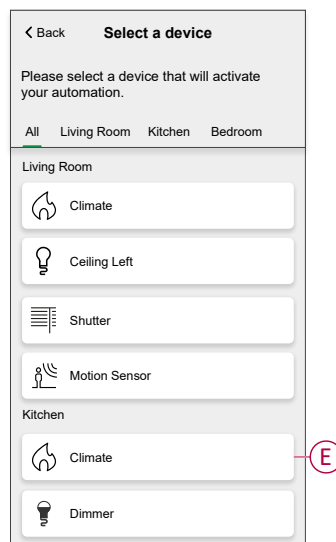 Back Select a device
Please select a device that will activate
your automation.
All Living Room Kitchen Bedroom
Living Room
Climate
Ceiling Left
Shutter
Motion Sensor
Kitchen
Climate
E
Dimmer